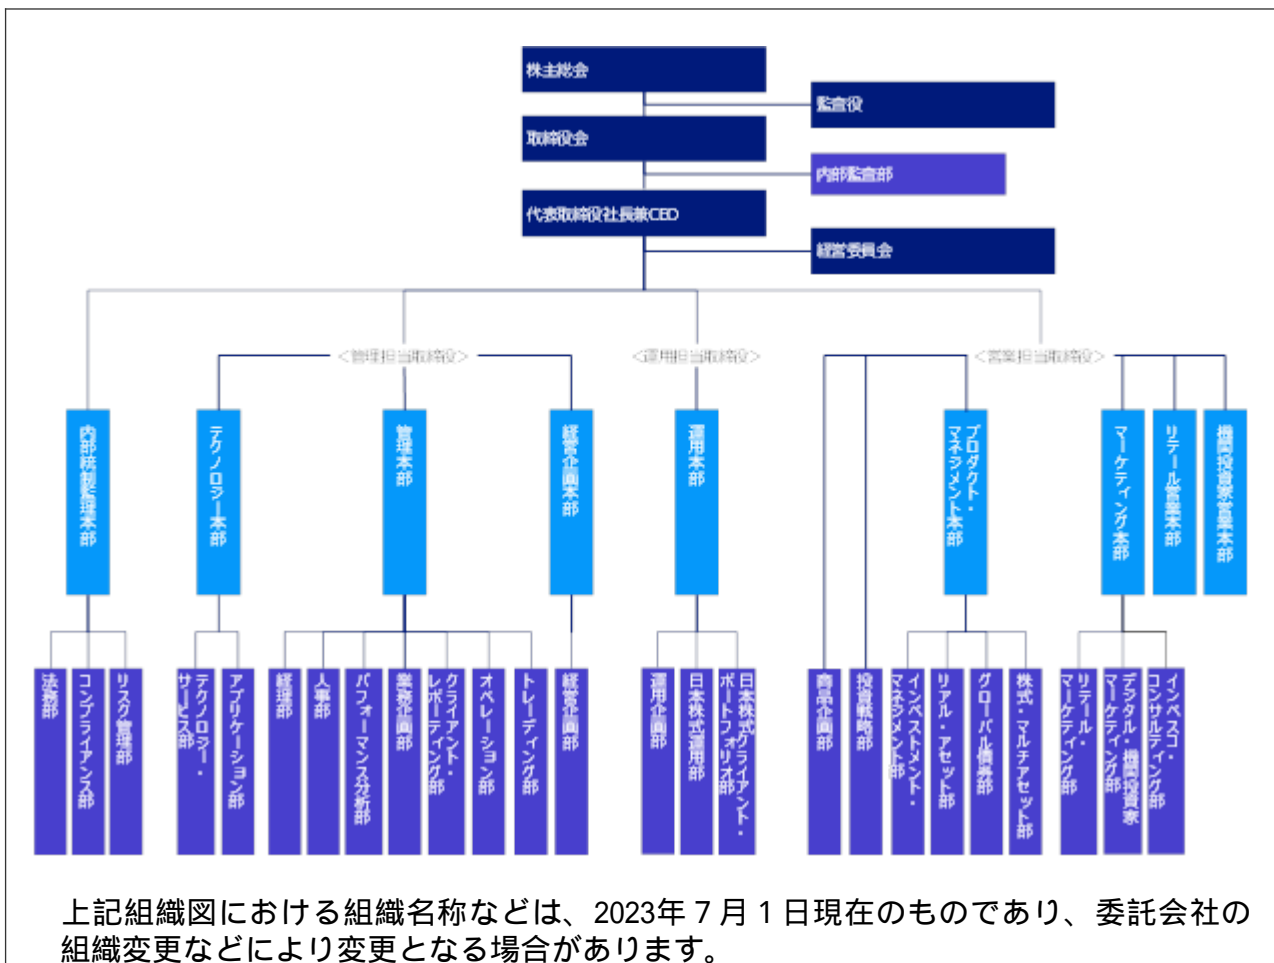 株主総会
監査役
取締役会
内部監査部
代表取締役社長兼CEO
経営委員会
<管理担当取締役>
<運用担当取締役>
<営業担当取締役>
内部統制監理本部
テクノロジー本部
管理本部
経営企画本部
運用本部
プロダクト・
マネジメント本部
マーケティング本部
リテール営業本部
機関投資家営業本部
法務部
コンプライアンス部
リスク管理部
テクノロジー・
サービス部
アプリケーション部
経理部
人事部
パフォーマンス分析部
業務企画部
クライアント・
レポーティング部
オペレーション部
トレーディング部
経営企画部
運用企画部
日本株式運用部
日本株式クライアント・
ポートフォリオ部
商品企画部
投資戦略部
インベストメント・
マネジメント部
リアル・アセット部
グローバル債券部
株式・マルチアセット部
リテール・
マーケティング部
デジタル・機関投資家
マーケティング部
インベスコ・
コンサルティング部
上記組織図における組織名称などは、2023年７月１日現在のものであり、委託会社の
組織変更などにより変更となる場合があります。